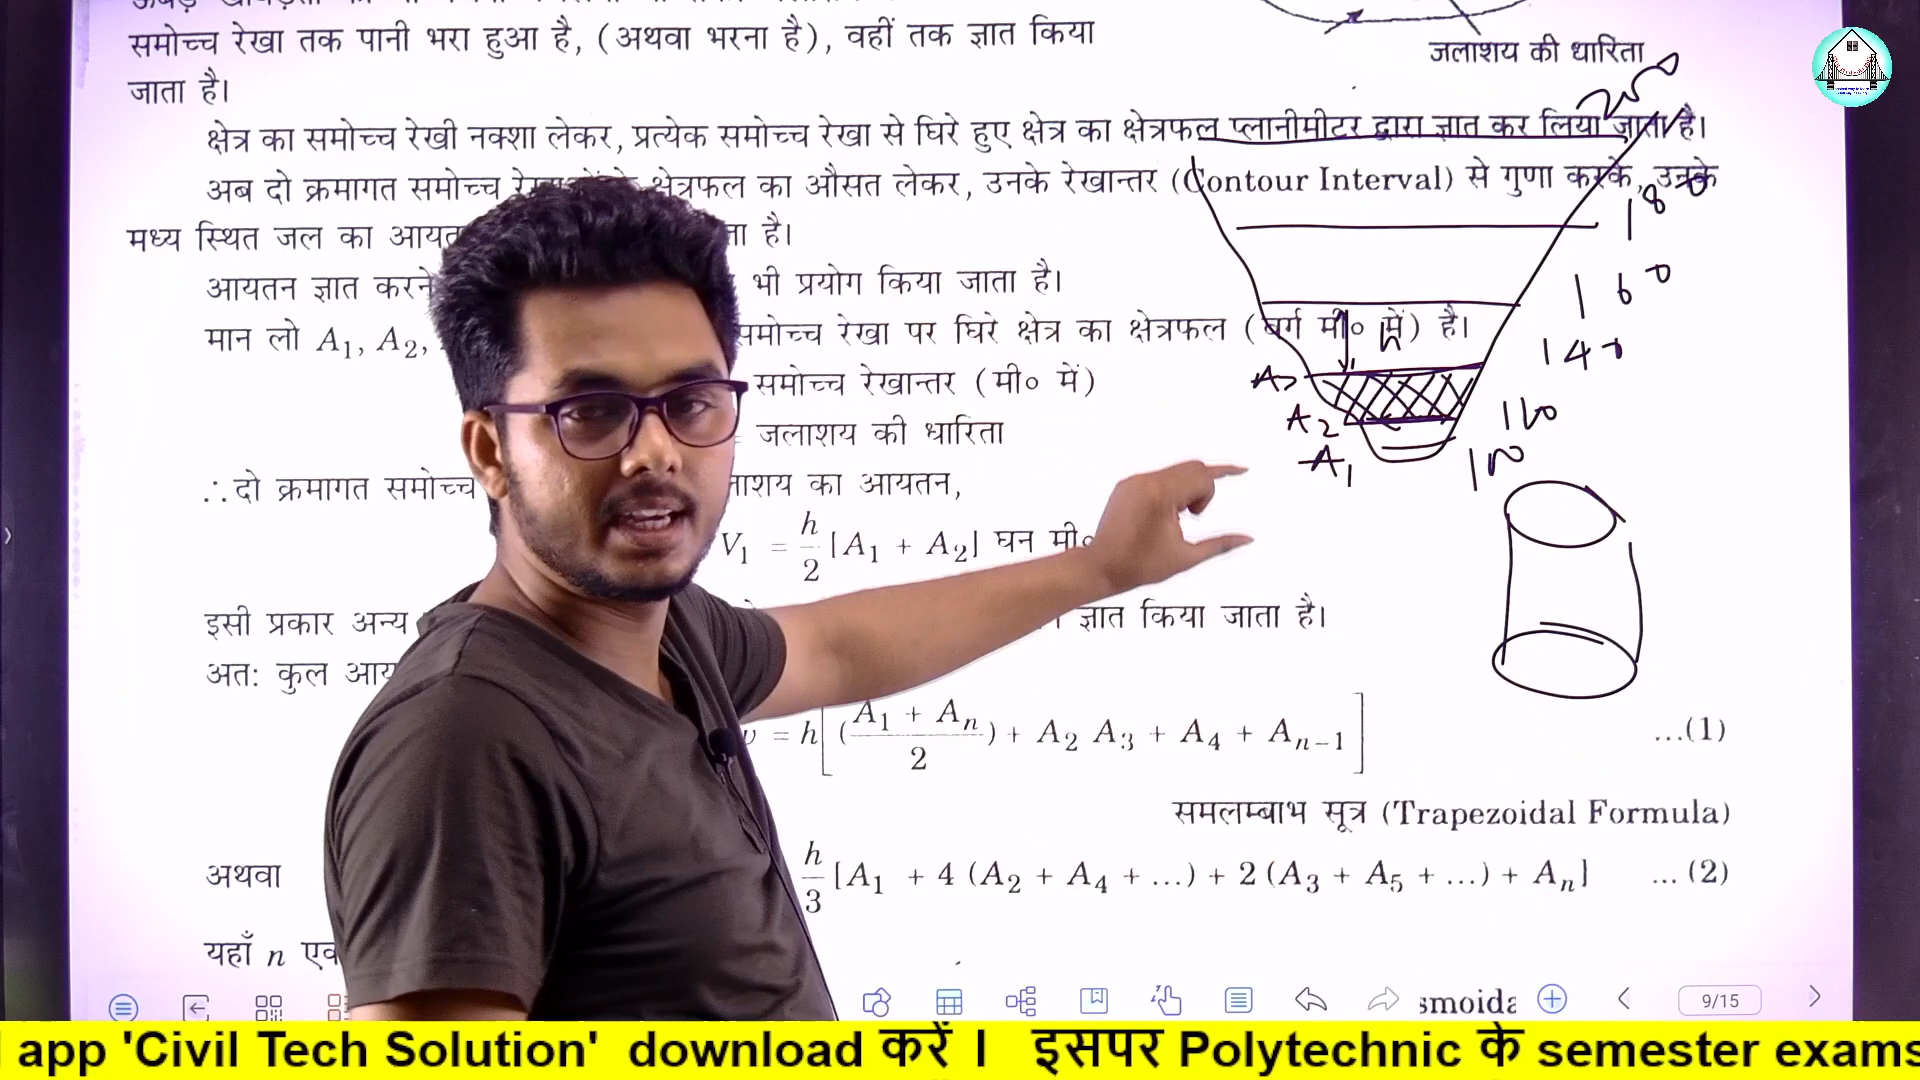 समोच्च रेखा तक पानी भरा हुआ है, (अथवा भरना है), वहीं तक ज्ञात किया
जलाशय की धारिता
जाता है।
क्षेत्र का समोच्च रेखी नक्शा लेकर, प्रत्येक समोच्च रेखा से घिरे हुए क्षेत्र का क्षेत्रफल प्लानीमीटर द्वारा ज्ञात कर लिया जाता है।
अब दो क्रमागत समोच्च क्षेत्रफल का औसत लेकर, उनके रेखान्तर (Contour Interval) से गुणा करके, उनके
मध्य स्थित जल का है।
आयतन ज्ञात करने भी प्रयोग किया जाता है।
मान लो A₁, A₂, समोच्च रेखा पर घिरे क्षेत्र का क्षेत्रफल (वर्ग मी० में) है।
समोच्च रेखान्तर (मी० में)
= जलाशय की धारिता
∴ दो क्रमागत समोच्च का आयतन,
V₁ = h/2 [A₁ + A₂] घन मी०
इसी प्रकार अन्य ज्ञात किया जाता है।
अतः कुल
v = h[(A₁ + Aₙ/2) + A₂ A₃ + A₄ + Aₙ₋₁] ...(1)
समलम्बाभ सूत्र (Trapezoidal Formula)
अथवा h/3 [A₁ + 4 (A₂ + A₄ + ...) + 2 (A₃ + A₅ + ...) + Aₙ] ... (2)
यहाँ n
200
180
160
140
h
A₃
A₂
120
A₁
100
9/15
app 'Civil Tech Solution' download करें । इसपर Polytechnic के semester exams